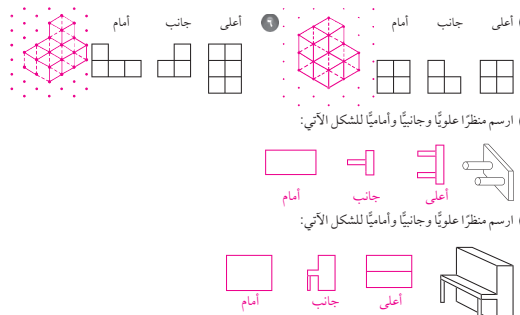 أعلى جانب أمام
٩ أعلى جانب أمام
ارسم منظرًا علويًّا وجانبيًّا وأماميًّا للشكل الآتي:
أعلى جانب أمام
ارسم منظرًا علويًّا وجانبيًّا وأماميًّا للشكل الآتي:
أعلى جانب أمام